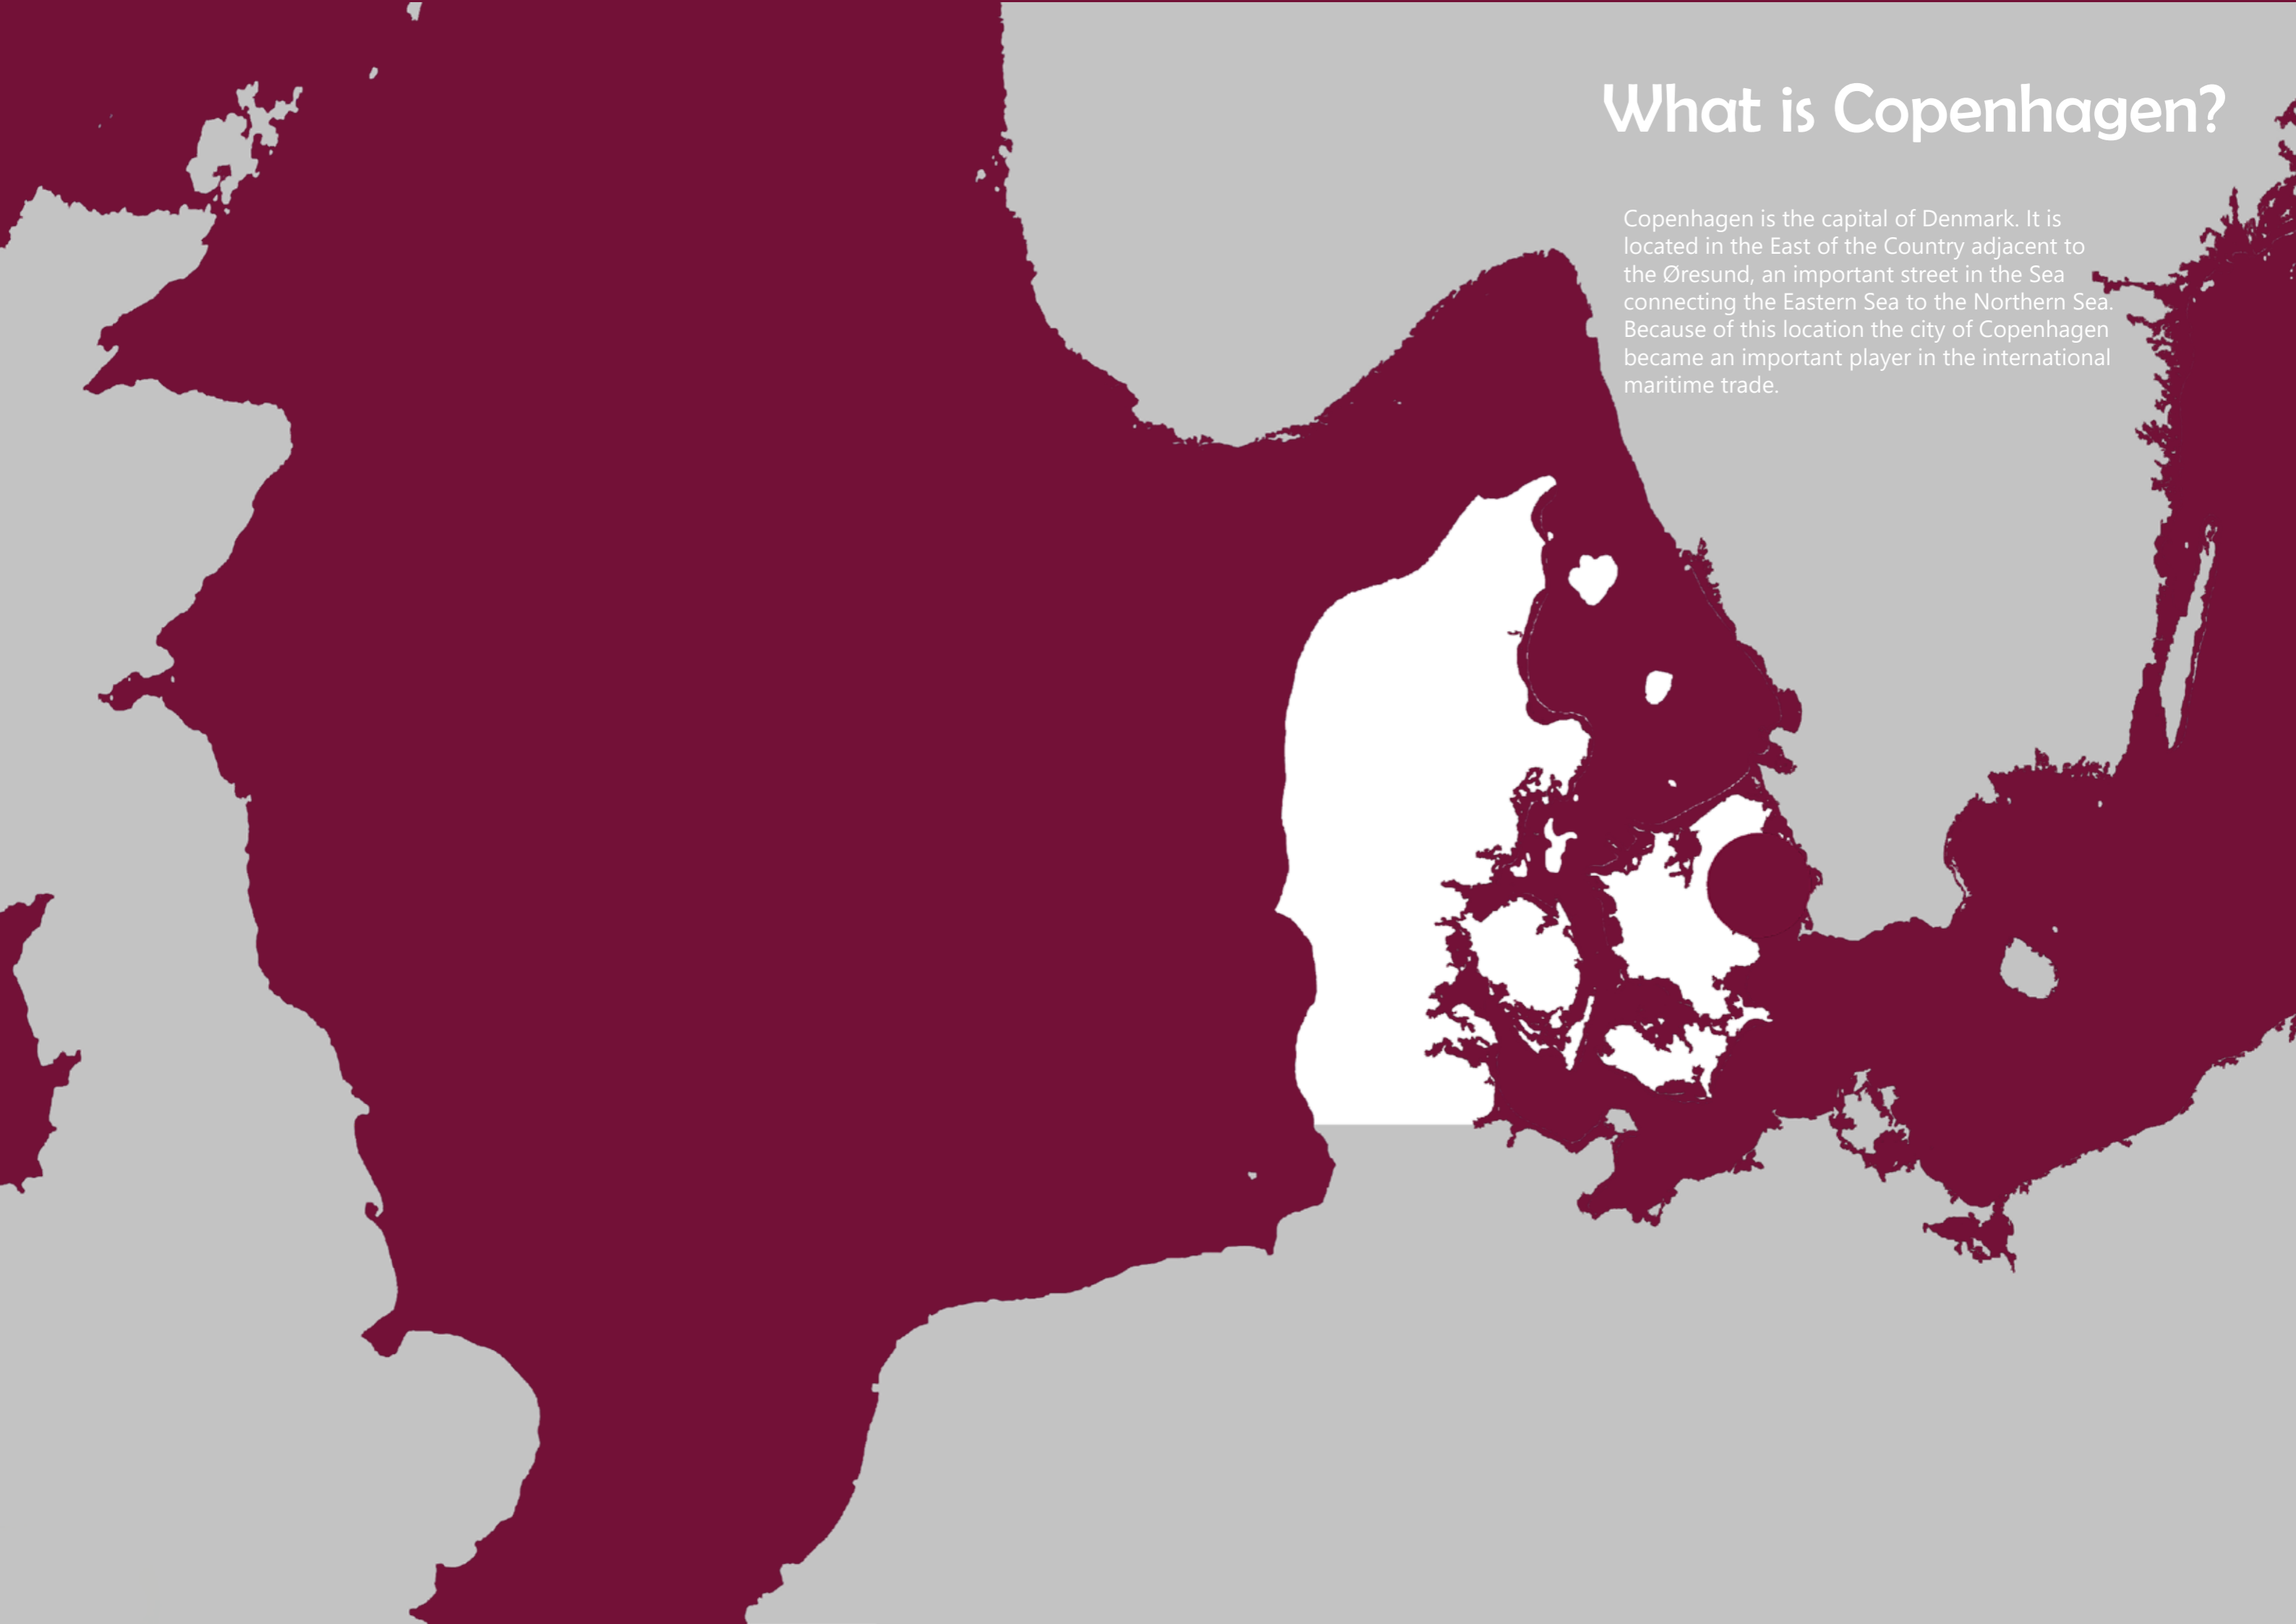 What is Copenhagen?
Copenhagen is the capital of Denmark. It is
located in the East of the Country adjacent to
the Øresund, an important street in the Sea
connecting the Eastern Sea to the Northern Sea.
Because of this location the city of Copenhagen
became an important player in the international
maritime trade.